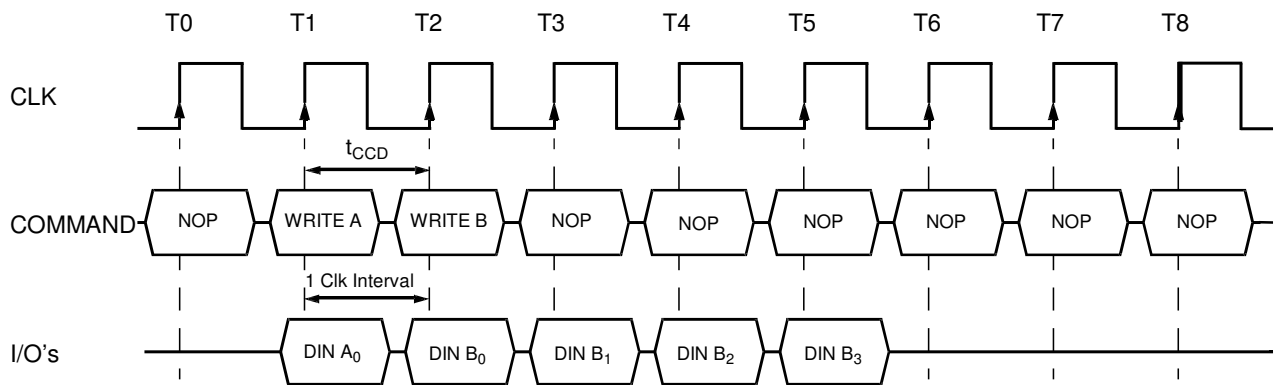 T0 T1 T2 T3 T4 T5 T6 T7 T8
CLK
tCCD
COMMAND NOP WRITE A WRITE B NOP NOP NOP NOP NOP NOP
1 Clk Interval
I/O's DIN A0 DIN B0 DIN B1 DIN B2 DIN B3